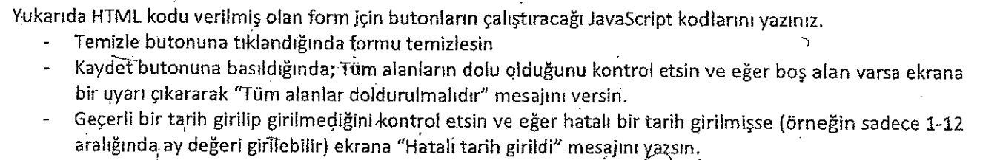 Yukarıda HTML kodu verilmiş olan form için butonların çalıştıracağı JavaScript kodlarını yazınız.
- Temizle butonuna tıklandığında formu temizlesin
- Kaydet butonuna basıldığında; Tüm alanların dolu olduğunu kontrol etsin ve eğer boş alan varsa ekrana
bir uyarı çıkararak “Tüm alanlar doldurulmalıdır” mesajını versin.
- Geçerli bir tarih girilip girilmediğini kontrol etsin ve eğer hatalı bir tarih girilmişse (örneğin sadece 1-12
aralığında ay değeri girilebilir) ekrana “Hatalı tarih girildi” mesajını yazsın.